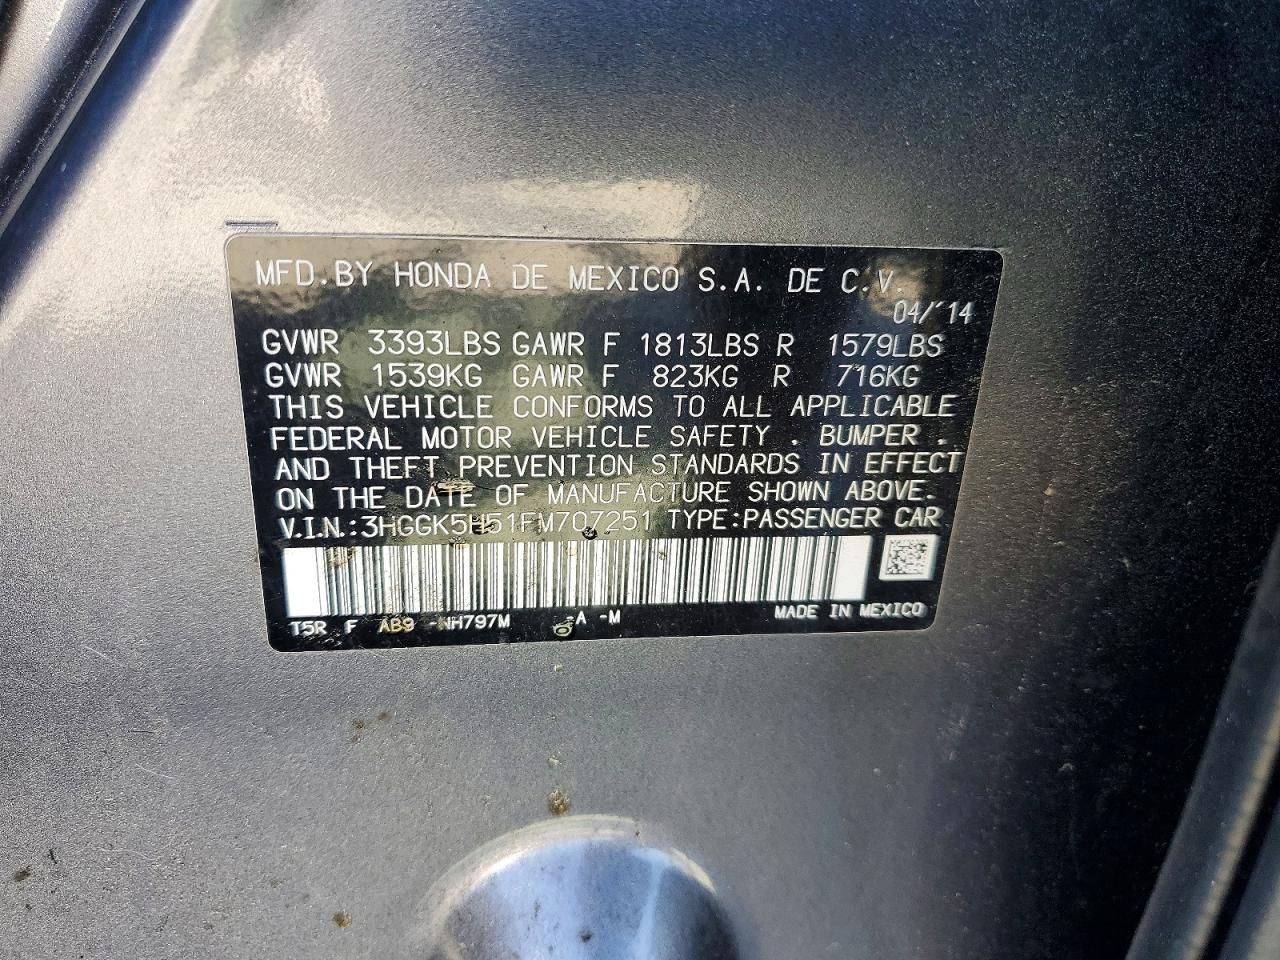 MFD.BY HONDA DE MEXICO S.A. DE C.V.
04/'14
GVWR 3393LBS GAWR F 1813LBS R 1579LBS
GVWR 1539KG GAWR F 823KG R 716KG
THIS VEHICLE CONFORMS TO ALL APPLICABLE
FEDERAL MOTOR VEHICLE SAFETY . BUMPER .
AND THEFT PREVENTION STANDARDS IN EFFECT
ON THE DATE OF MANUFACTURE SHOWN ABOVE.
V.I.N.:3HGGK5H51FM707251 TYPE:PASSENGER CAR
T5R F AB9 -NH797M -A -M MADE IN MEXICO